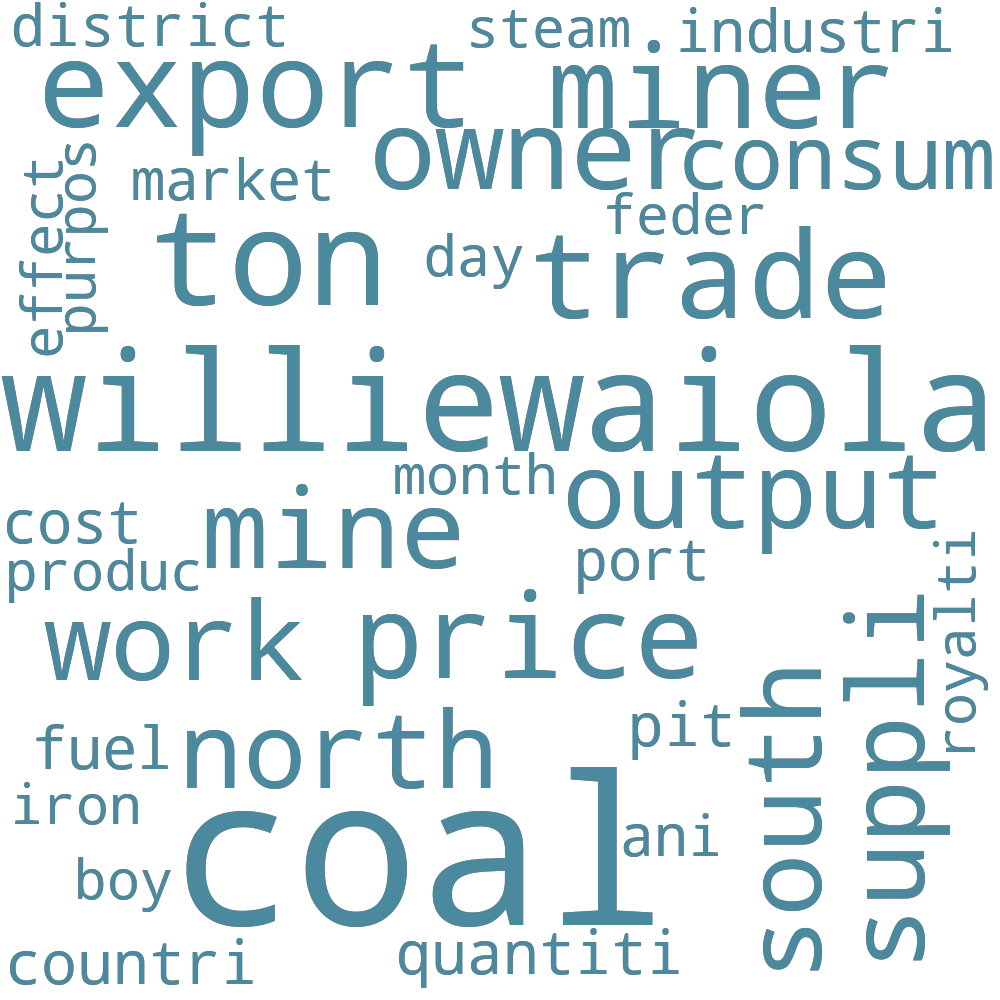 district
steam
industri
export
miner
owner
consum
market
effect
purpos
feder
ton
day
trade
williewaiola
month
output
cost
mine
produc
port
royalti
work
price
suppli
south
pit
fuel
north
iron
coal
ani
boy
countri
quantiti